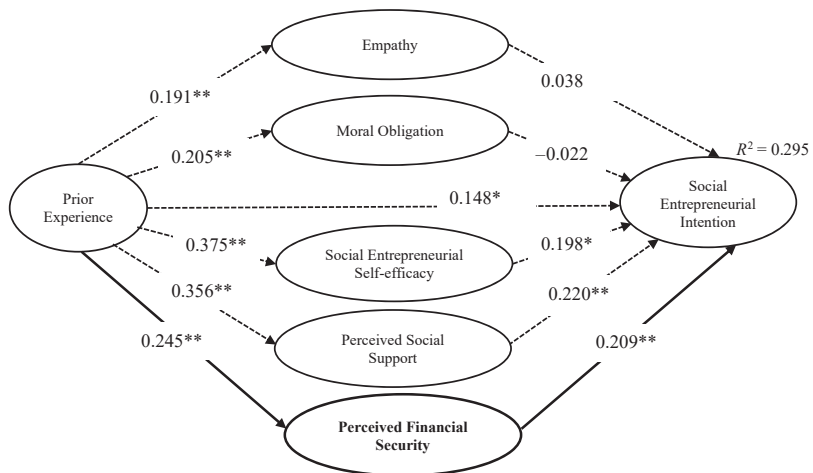 Empathy
0.191**
0.038
Moral Obligation
0.205**
–0.022
R² = 0.295
Prior
Experience
0.148*
Social
Entrepreneurial
Intention
0.375**
Social Entrepreneurial
Self-efficacy
0.198*
0.356**
0.220**
Perceived Social
Support
0.245**
0.209**
Perceived Financial
Security